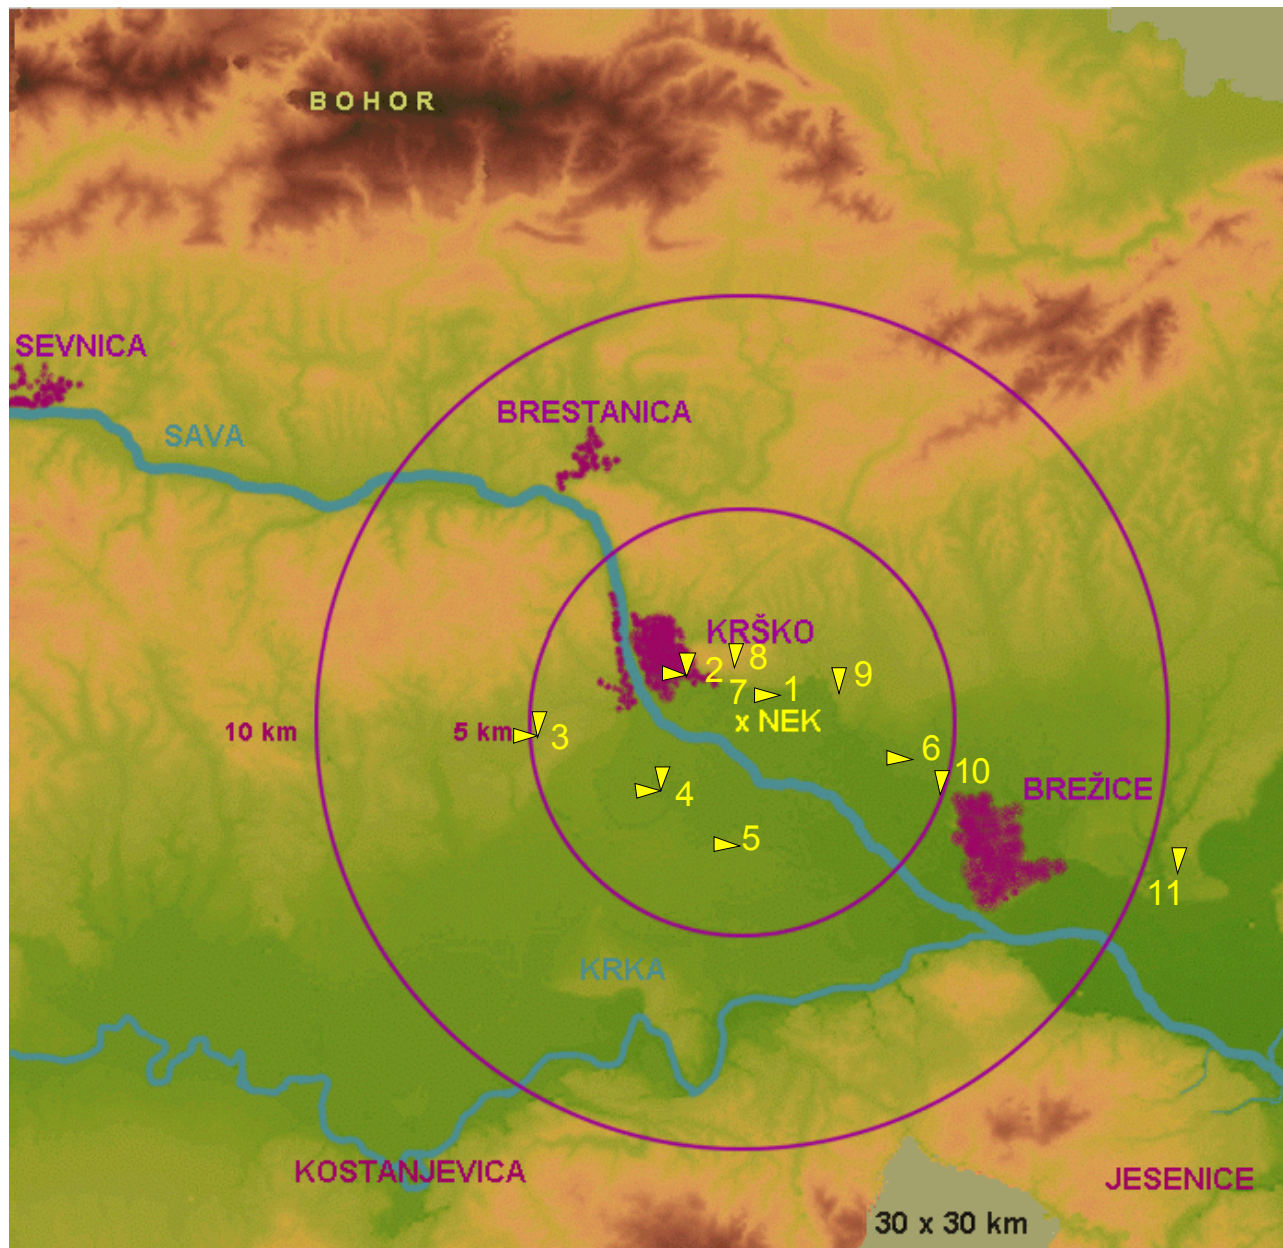 BOHOR
SEVNICA
BRESTANICA
SAVA
KRŠKO
2
8
9
7
1
x NEK
10 km
5 km
3
6
10
BREŽICE
4
5
11
KRKA
KOSTANJEVICA
JESENICE
30 x 30 km